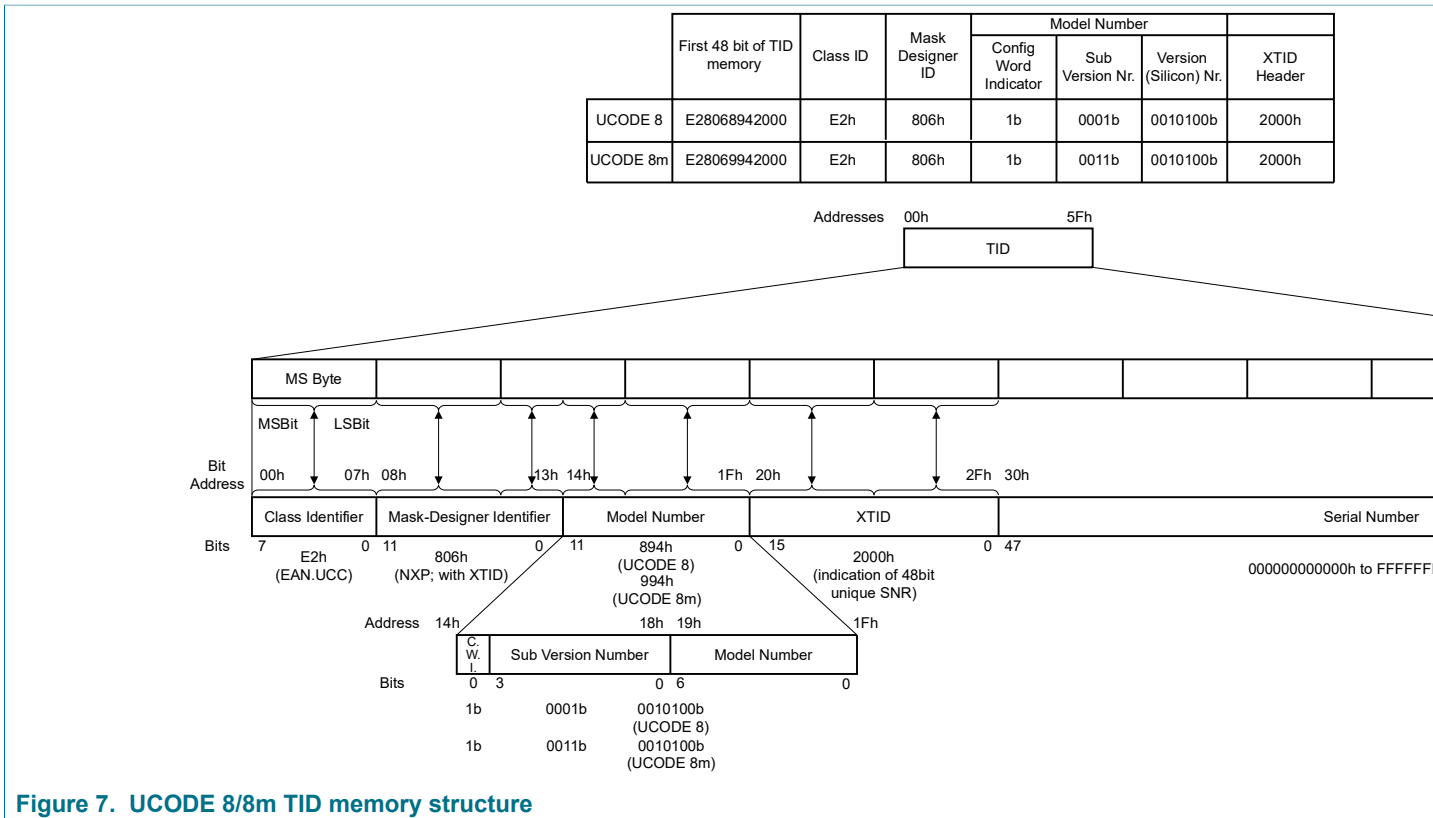 First 48 bit of TID memory
Class ID
Mask Designer ID
Model Number
Config Word Indicator
Sub Version Nr.
Version (Silicon) Nr.
XTID Header
UCODE 8 E28068942000 E2h 806h 1b 0001b 0010100b 2000h
UCODE 8m E28069942000 E2h 806h 1b 0011b 0010100b 2000h
Addresses 00h 5Fh
TID
MS Byte
MSBit LSBit
Bit Address 00h 07h 08h 13h 14h 1Fh 20h 2Fh 30h
Class Identifier Mask-Designer Identifier Model Number XTID Serial Number
Bits 7 0 11 0 11 0 15 0 47
E2h (EAN.UCC)
806h (NXP; with XTID)
894h (UCODE 8)
994h (UCODE 8m)
2000h (indication of 48bit unique SNR)
000000000000h to FFFFFF
Address 14h 18h 19h 1Fh
C. W. I. Sub Version Number Model Number
Bits 0 3 0 6 0
1b 0001b 0010100b (UCODE 8)
1b 0011b 0010100b (UCODE 8m)
Figure 7. UCODE 8/8m TID memory structure